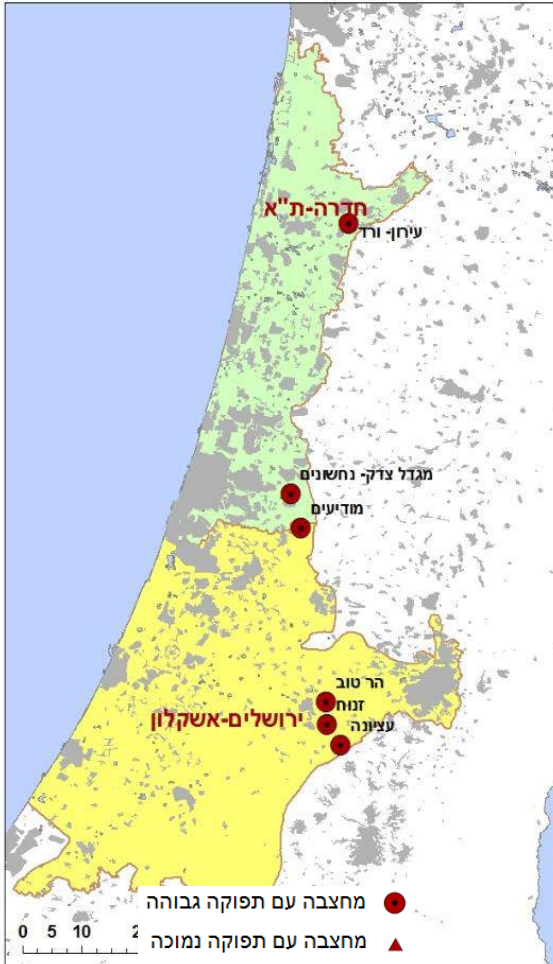 חדרה-ת"א
עירון- ורד
מגדל צדק- נחשונים
מודיעים
הר טוב
זנוח
ירושלים-אשקלון
עציונה
מחצבה עם תפוקה גבוהה
0 5 10 2
מחצבה עם תפוקה נמוכה